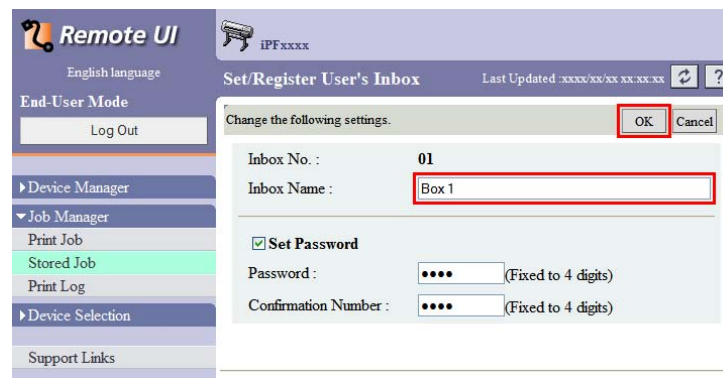 Remote UI
iPFxxxx
English language
Set/Register User's Inbox
Last Updated :xxxx/xx/xx xx:xx:xx
?
End-User Mode
Log Out
Change the following settings.
OK
Cancel
Inbox No. :
01
Inbox Name :
Box 1
Device Manager
Job Manager
Print Job
Stored Job
Print Log
Device Selection
Support Links
Set Password
Password :
••••
(Fixed to 4 digits)
Confirmation Number :
••••
(Fixed to 4 digits)